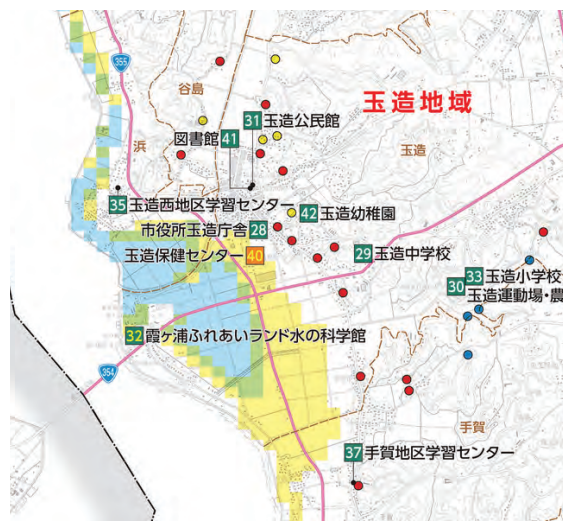 355
谷島
玉造地域
31 玉造公民館
図書館 41
浜
玉造
35 玉造西地区学習センター
42 玉造幼稚園
市役所玉造庁舎 28
玉造保健センター 40
29 玉造中学校
33 玉造小学校
30 玉造運動場・農
32 霞ヶ浦ふれあいランド水の科学館
354
手賀
37 手賀地区学習センター